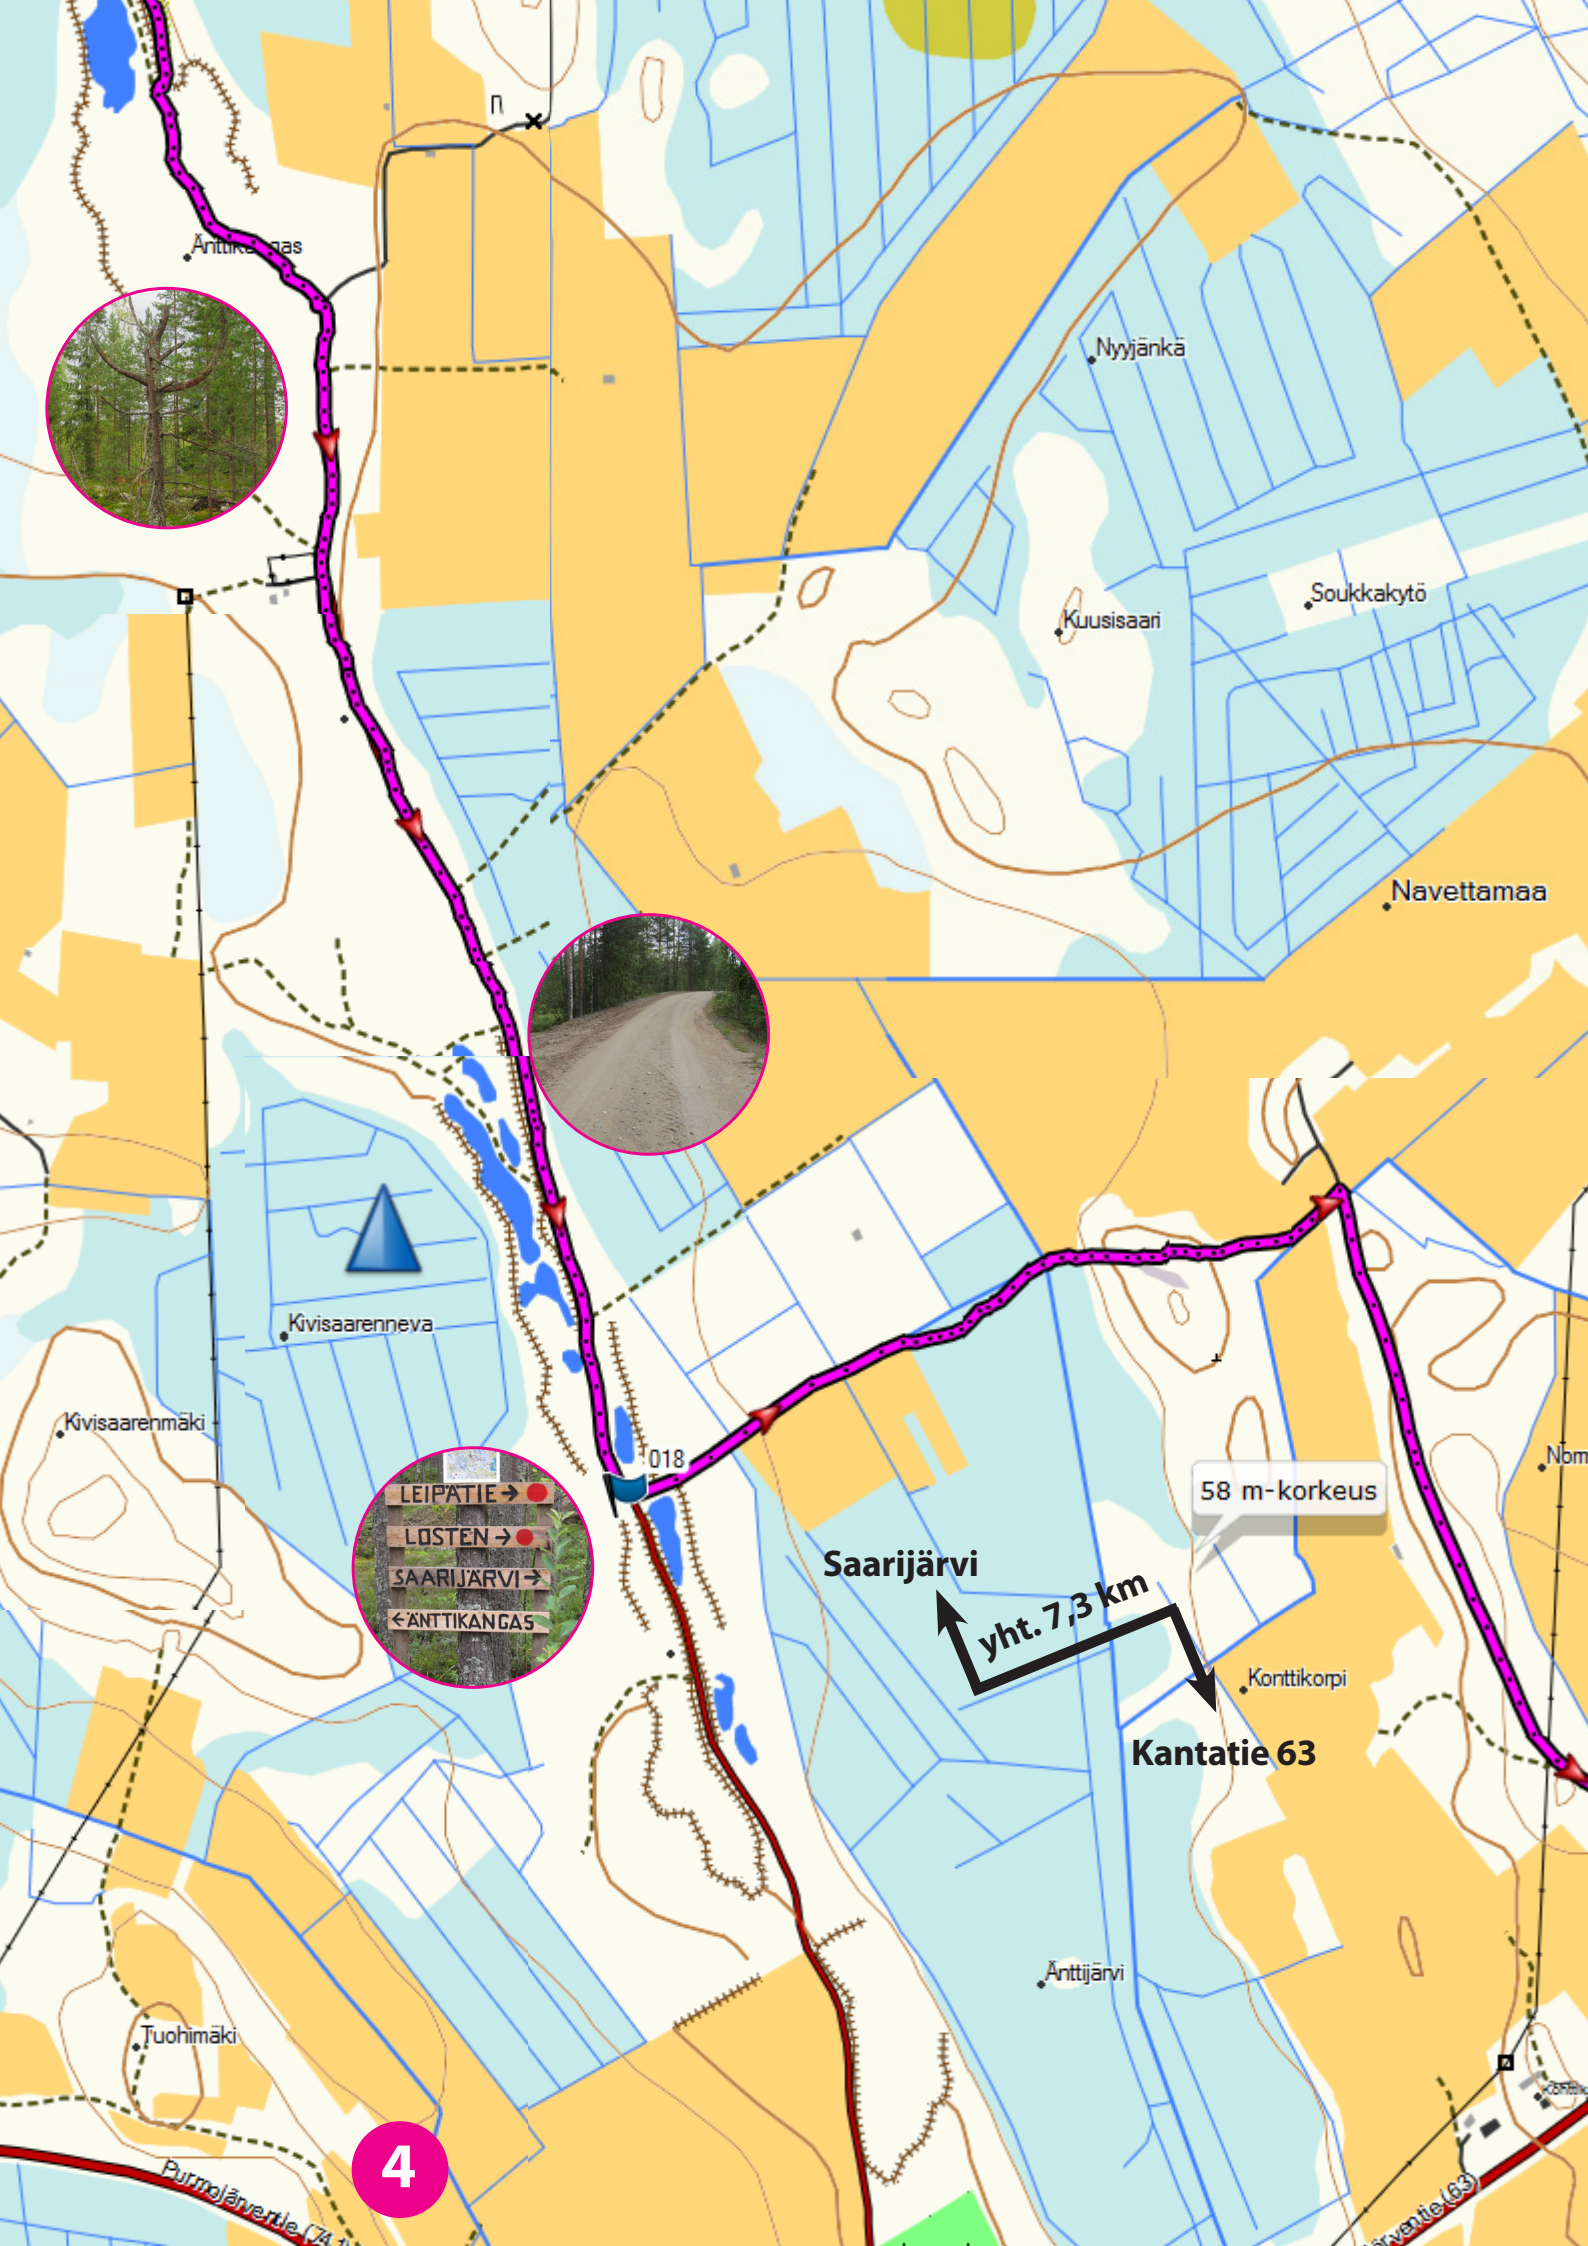 Nyyjänkä
Soukkakytö
Kuusisaari
Navettamaa
Kivisaarenneva
Kivisaarenmäki
018
LEIPÄTIE →
LOSTEN →
SAARIJÄRVI →
← ÄNTTIKANGAS
58 m-korkeus
Saarijärvi
yht. 7,3 km
Konttikorpi
Kantatie 63
Änttijärvi
Tuohimäki
4
Purmojärventie
(63)